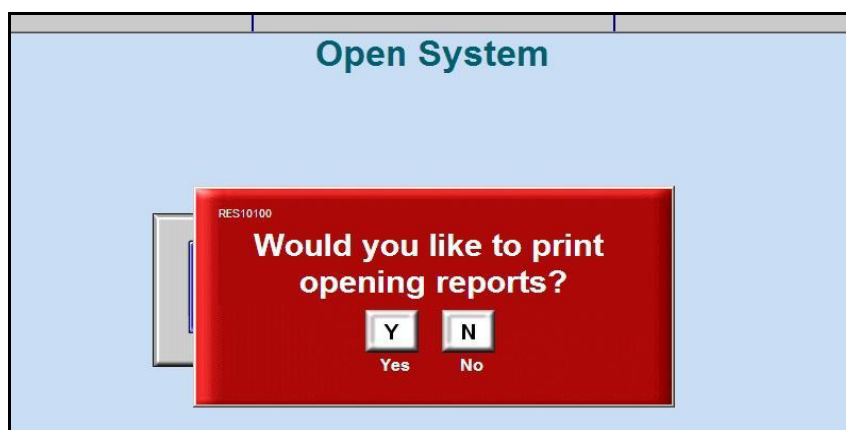 Open System
RES10100
Would you like to print
opening reports?
Y N
Yes No